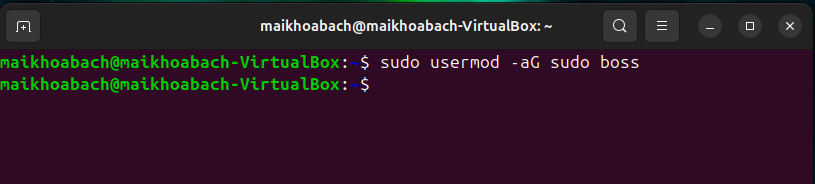 maikhoabach@maikhoabach-VirtualBox: ~
maikhoabach@maikhoabach-VirtualBox:~$ sudo usermod -aG sudo boss
maikhoabach@maikhoabach-VirtualBox:~$